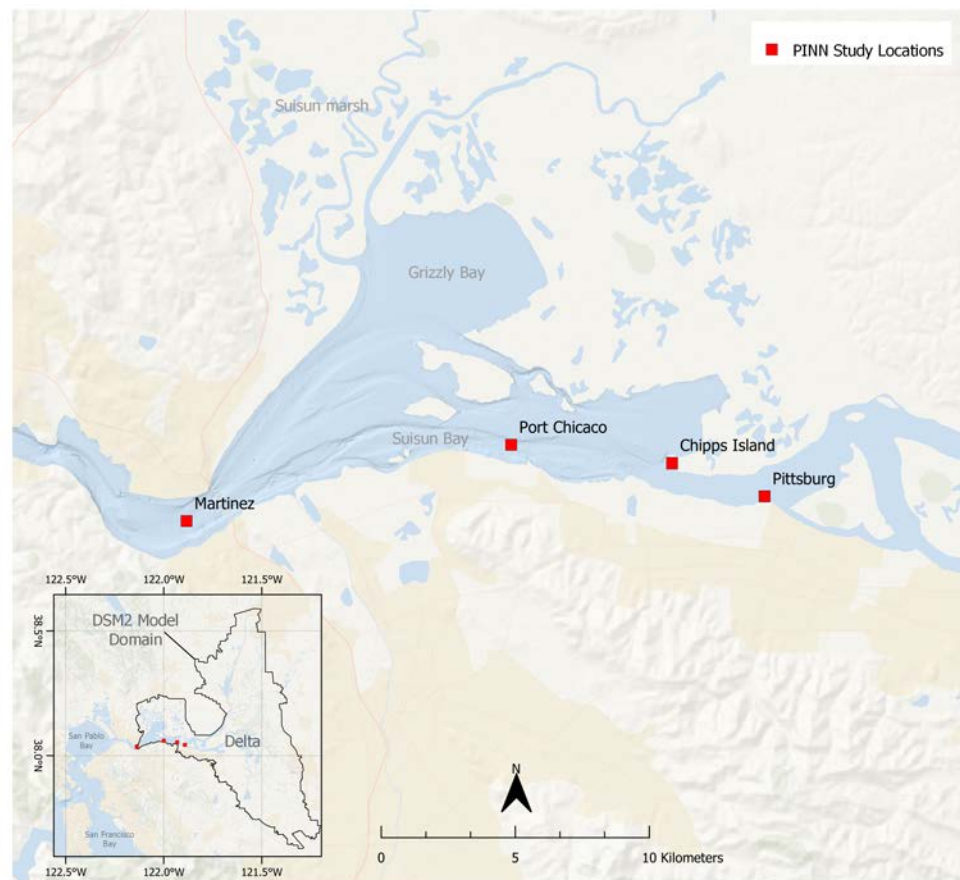 PINN Study Locations
Suisun marsh
Grizzly Bay
Port Chicaco
Suisun Bay
Chipps Island
Pittsburg
Martinez
122.5°W 122.0°W 121.5°W
DSM2 Model
Domain
38.5°N
San Pablo
Bay
Delta
38.0°N
San Francisco
Bay
122.5°W 122.0°W 121.5°W
N
0 5 10 Kilometers